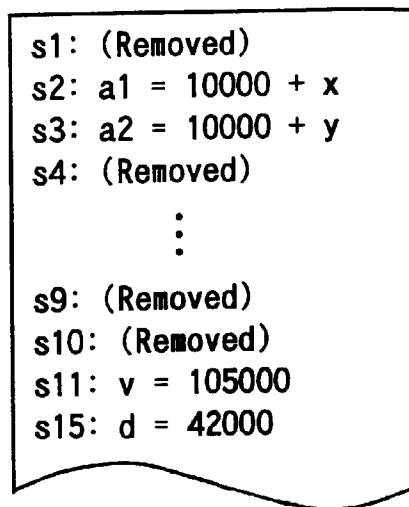 s1: (Removed)
s2: a1 = 10000 + x
s3: a2 = 10000 + y
s4: (Removed)
⋮
s9: (Removed)
s10: (Removed)
s11: v = 105000
s15: d = 42000